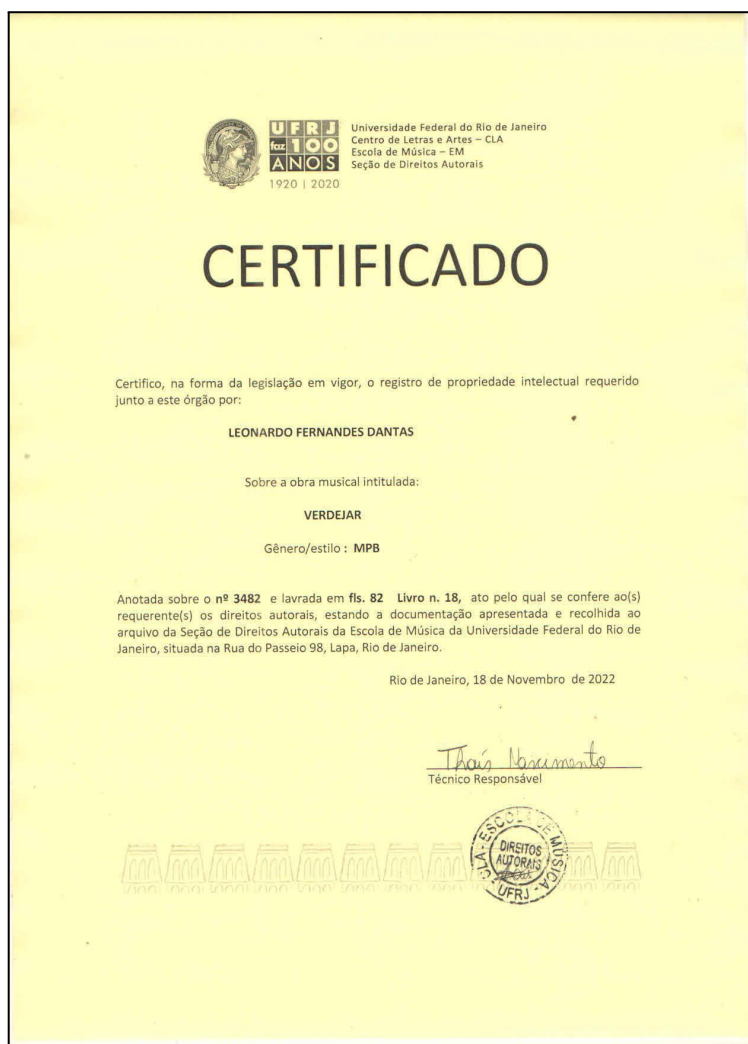 UFRJ
faz 100
ANOS
1920 | 2020
Universidade Federal do Rio de Janeiro
Centro de Letras e Artes – CLA
Escola de Música – EM
Seção de Direitos Autorais
CERTIFICADO
Certifico, na forma da legislação em vigor, o registro de propriedade intelectual requerido
junto a este órgão por:
LEONARDO FERNANDES DANTAS
Sobre a obra musical intitulada:
VERDEJAR
Gênero/estilo : MPB
Anotada sobre o nº 3482 e lavrada em fls. 82 Livro n. 18, ato pelo qual se confere ao(s)
requerente(s) os direitos autorais, estando a documentação apresentada e recolhida ao
arquivo da Seção de Direitos Autorais da Escola de Música da Universidade Federal do Rio de
Janeiro, situada na Rua do Passeio 98, Lapa, Rio de Janeiro.
Rio de Janeiro, 18 de Novembro de 2022
Thaís Nascimento
Técnico Responsável
CLA - ESCOLA DE MÚSICA - UFRJ
DIREITOS
AUTORAIS